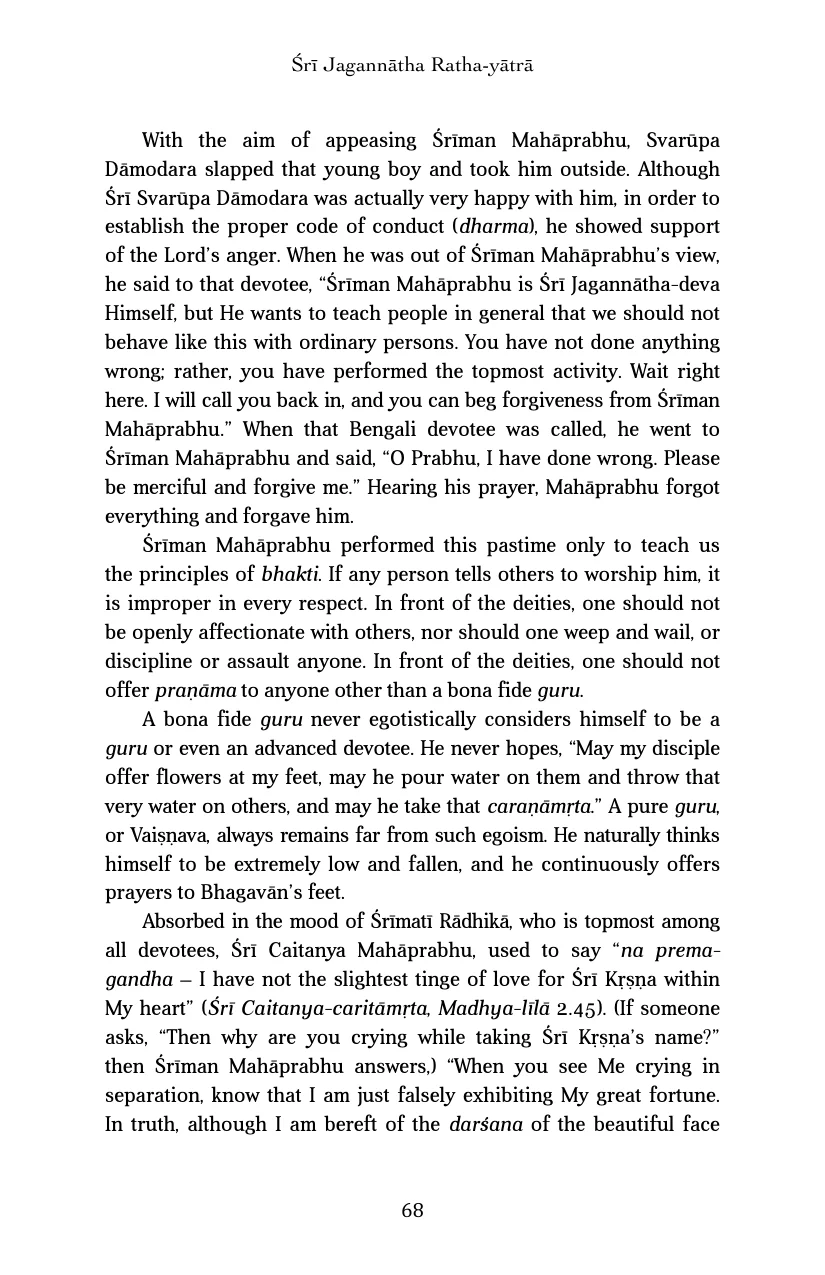 Śrī Jagannātha Ratha-yātrā
With the aim of appeasing Śrīman Mahāprabhu, Svarūpa
Dāmodara slapped that young boy and took him outside. Although
Śrī Svarūpa Dāmodara was actually very happy with him, in order to
establish the proper code of conduct (dharma), he showed support
of the Lord’s anger. When he was out of Śrīman Mahāprabhu’s view,
he said to that devotee, “Śrīman Mahāprabhu is Śrī Jagannātha-deva
Himself, but He wants to teach people in general that we should not
behave like this with ordinary persons. You have not done anything
wrong; rather, you have performed the topmost activity. Wait right
here. I will call you back in, and you can beg forgiveness from Śrīman
Mahāprabhu.” When that Bengali devotee was called, he went to
Śrīman Mahāprabhu and said, “O Prabhu, I have done wrong. Please
be merciful and forgive me.” Hearing his prayer, Mahāprabhu forgot
everything and forgave him.
Śrīman Mahāprabhu performed this pastime only to teach us
the principles of bhakti. If any person tells others to worship him, it
is improper in every respect. In front of the deities, one should not
be openly affectionate with others, nor should one weep and wail, or
discipline or assault anyone. In front of the deities, one should not
offer praṇāma to anyone other than a bona fide guru.
A bona fide guru never egotistically considers himself to be a
guru or even an advanced devotee. He never hopes, “May my disciple
offer flowers at my feet, may he pour water on them and throw that
very water on others, and may he take that caraṇāmṛta.” A pure guru,
or Vaiṣṇava, always remains far from such egoism. He naturally thinks
himself to be extremely low and fallen, and he continuously offers
prayers to Bhagavān’s feet.
Absorbed in the mood of Śrīmatī Rādhikā, who is topmost among
all devotees, Śrī Caitanya Mahāprabhu, used to say “na prema-
gandha – I have not the slightest tinge of love for Śrī Kṛṣṇa within
My heart” (Śrī Caitanya-caritāmṛta, Madhya-līlā 2.45). (If someone
asks, “Then why are you crying while taking Śrī Kṛṣṇa’s name?”
then Śrīman Mahāprabhu answers,) “When you see Me crying in
separation, know that I am just falsely exhibiting My great fortune.
In truth, although I am bereft of the darśana of the beautiful face
68